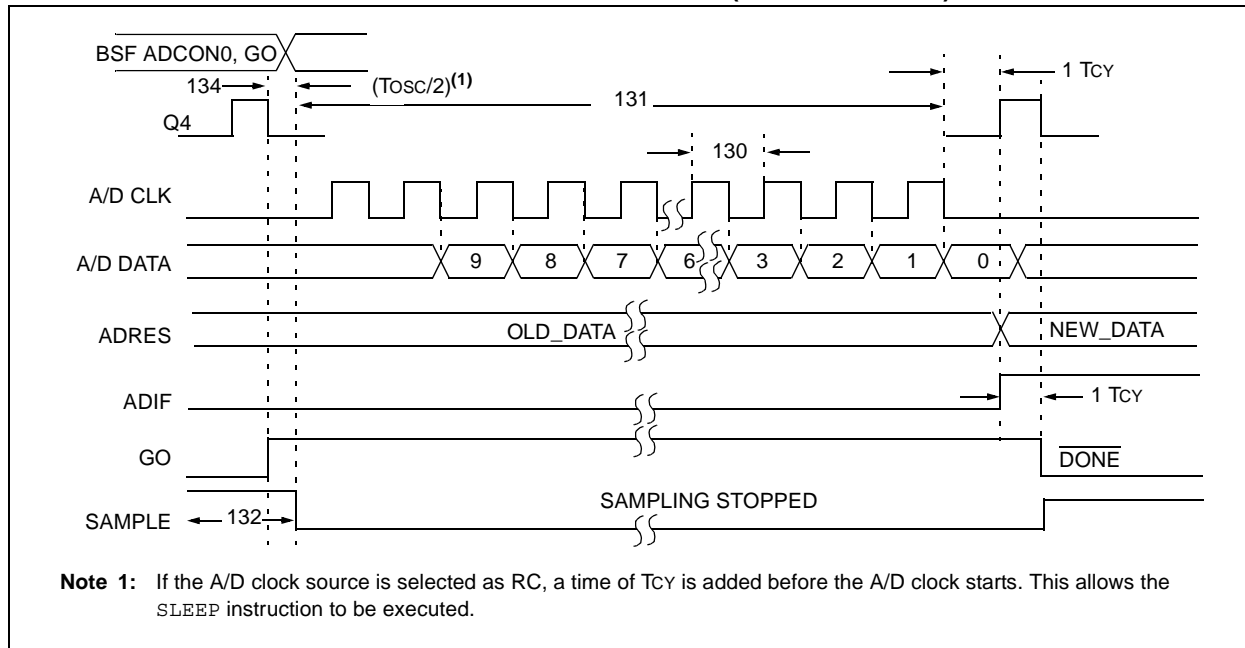 BSF ADCON0, GO
134
(TOSC/2)(1)
131
1 TCY
Q4
130
A/D CLK
A/D DATA
9
8
7
6
3
2
1
0
ADRES
OLD_DATA
NEW_DATA
ADIF
1 TCY
GO
DONE
SAMPLING STOPPED
SAMPLE
132
Note 1: If the A/D clock source is selected as RC, a time of TCY is added before the A/D clock starts. This allows the
SLEEP instruction to be executed.